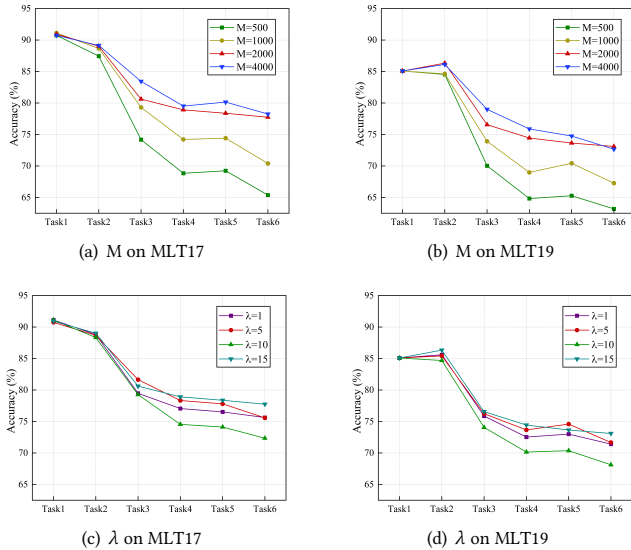 95
90
85
80
75
70
65
Accuracy (%)
M=500
M=1000
M=2000
M=4000
Task1 Task2 Task3 Task4 Task5 Task6
(a) M on MLT17
95
90
85
80
75
70
65
Accuracy (%)
M=500
M=1000
M=2000
M=4000
Task1 Task2 Task3 Task4 Task5 Task6
(b) M on MLT19
95
90
85
80
75
70
65
Accuracy (%)
λ=1
λ=5
λ=10
λ=15
Task1 Task2 Task3 Task4 Task5 Task6
(c) λ on MLT17
95
90
85
80
75
70
65
Accuracy (%)
λ=1
λ=5
λ=10
λ=15
Task1 Task2 Task3 Task4 Task5 Task6
(d) λ on MLT19